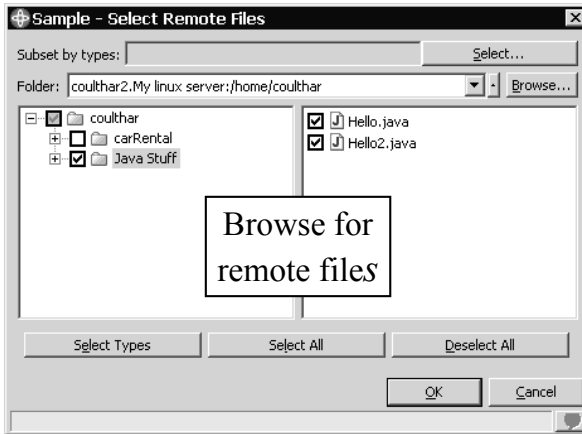 Sample - Select Remote Files
Subset by types: Select...
Folder: coulthar2.My linux server:/home/coulthar Browse...
coulthar
carRental
Java Stuff
Hello.java
Hello2.java
Browse for
remote files
Select Types Select All Deselect All
OK Cancel